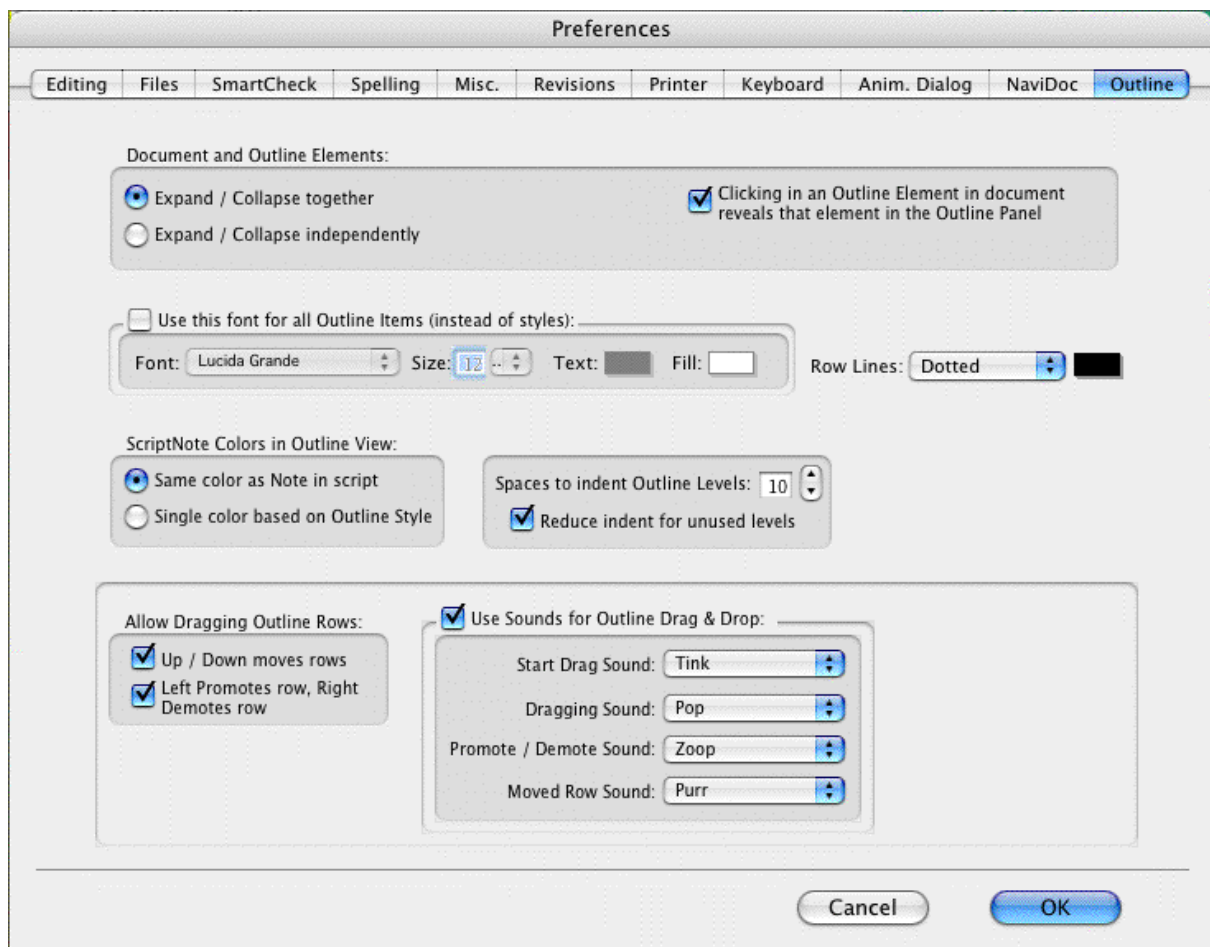 Preferences
Editing Files SmartCheck Spelling Misc. Revisions Printer Keyboard Anim. Dialog NaviDoc Outline
Document and Outline Elements:
Expand / Collapse together
Expand / Collapse independently
Clicking in an Outline Element in document
reveals that element in the Outline Panel
Use this font for all Outline Items (instead of styles):
Font: Lucida Grande Size: 12 .. Text: Fill:
Row Lines: Dotted
ScriptNote Colors in Outline View:
Same color as Note in script
Single color based on Outline Style
Spaces to indent Outline Levels: 10
Reduce indent for unused levels
Allow Dragging Outline Rows:
Up / Down moves rows
Left Promotes row, Right
Demotes row
Use Sounds for Outline Drag & Drop:
Start Drag Sound: Tink
Dragging Sound: Pop
Promote / Demote Sound: Zoop
Moved Row Sound: Purr
Cancel OK